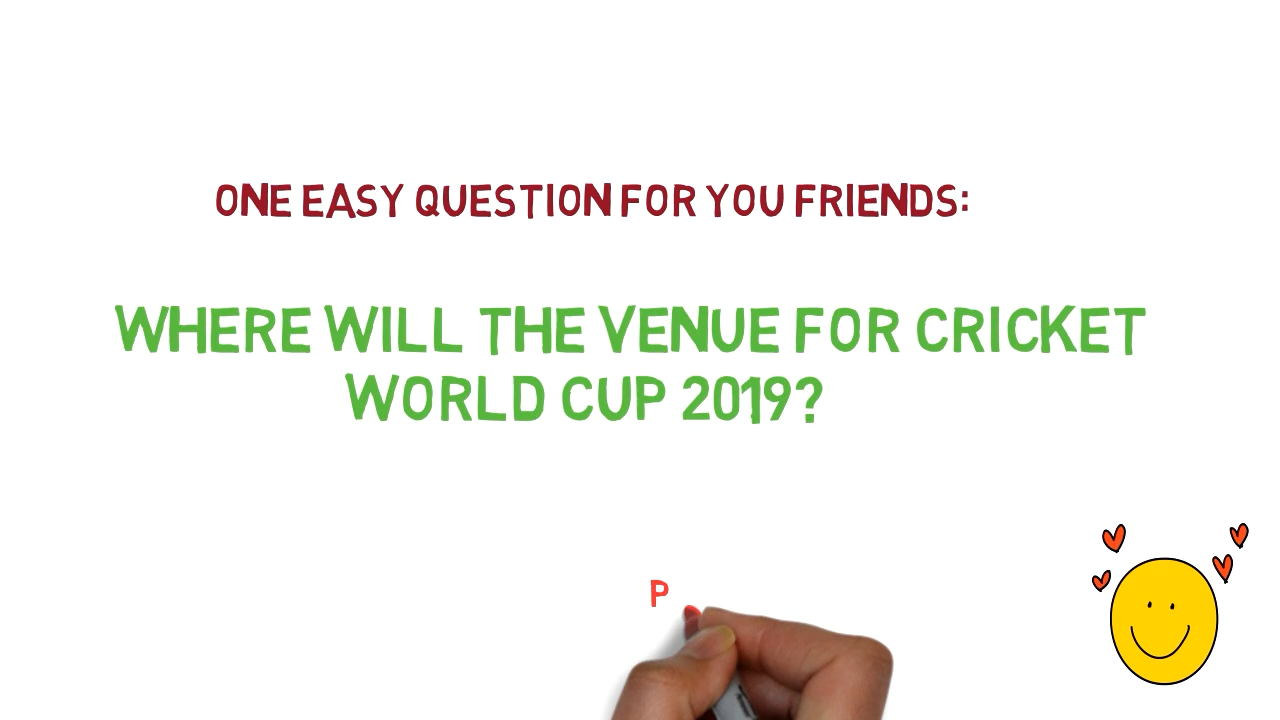 ONE EASY QUESTION FOR YOU FRIENDS:
WHERE WILL THE VENUE FOR CRICKET
WORLD CUP 2019?
P